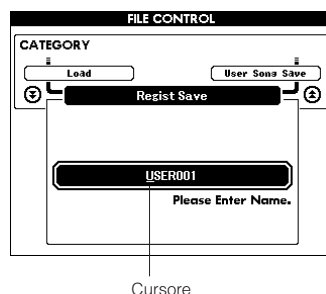 FILE CONTROL
CATEGORY
Load
User Song Save
Regist Save
USER001
Please Enter Name.
Cursore